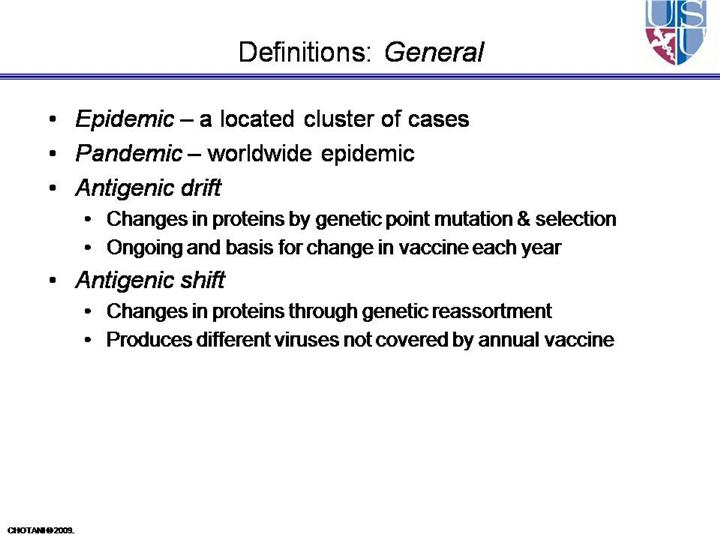 Definitions: General
• Epidemic – a located cluster of cases
• Pandemic – worldwide epidemic
• Antigenic drift
• Changes in proteins by genetic point mutation & selection
• Ongoing and basis for change in vaccine each year
• Antigenic shift
• Changes in proteins through genetic reassortment
• Produces different viruses not covered by annual vaccine
CHOTANI © 2009.